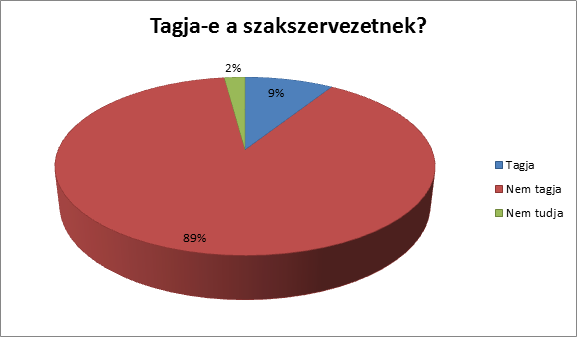 Tagja-e a szakszervezetnek?
2%
9%
Tagja
Nem tagja
Nem tudja
89%